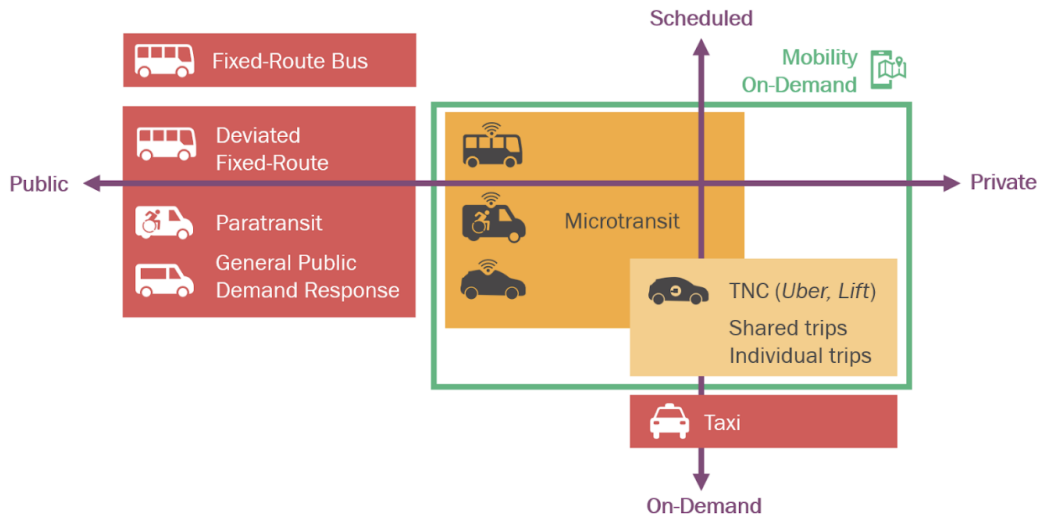 Scheduled
Fixed-Route Bus
Mobility
On-Demand
Deviated
Fixed-Route
Public
Private
Paratransit
Microtransit
General Public
Demand Response
TNC (Uber, Lift)
Shared trips
Individual trips
Taxi
On-Demand